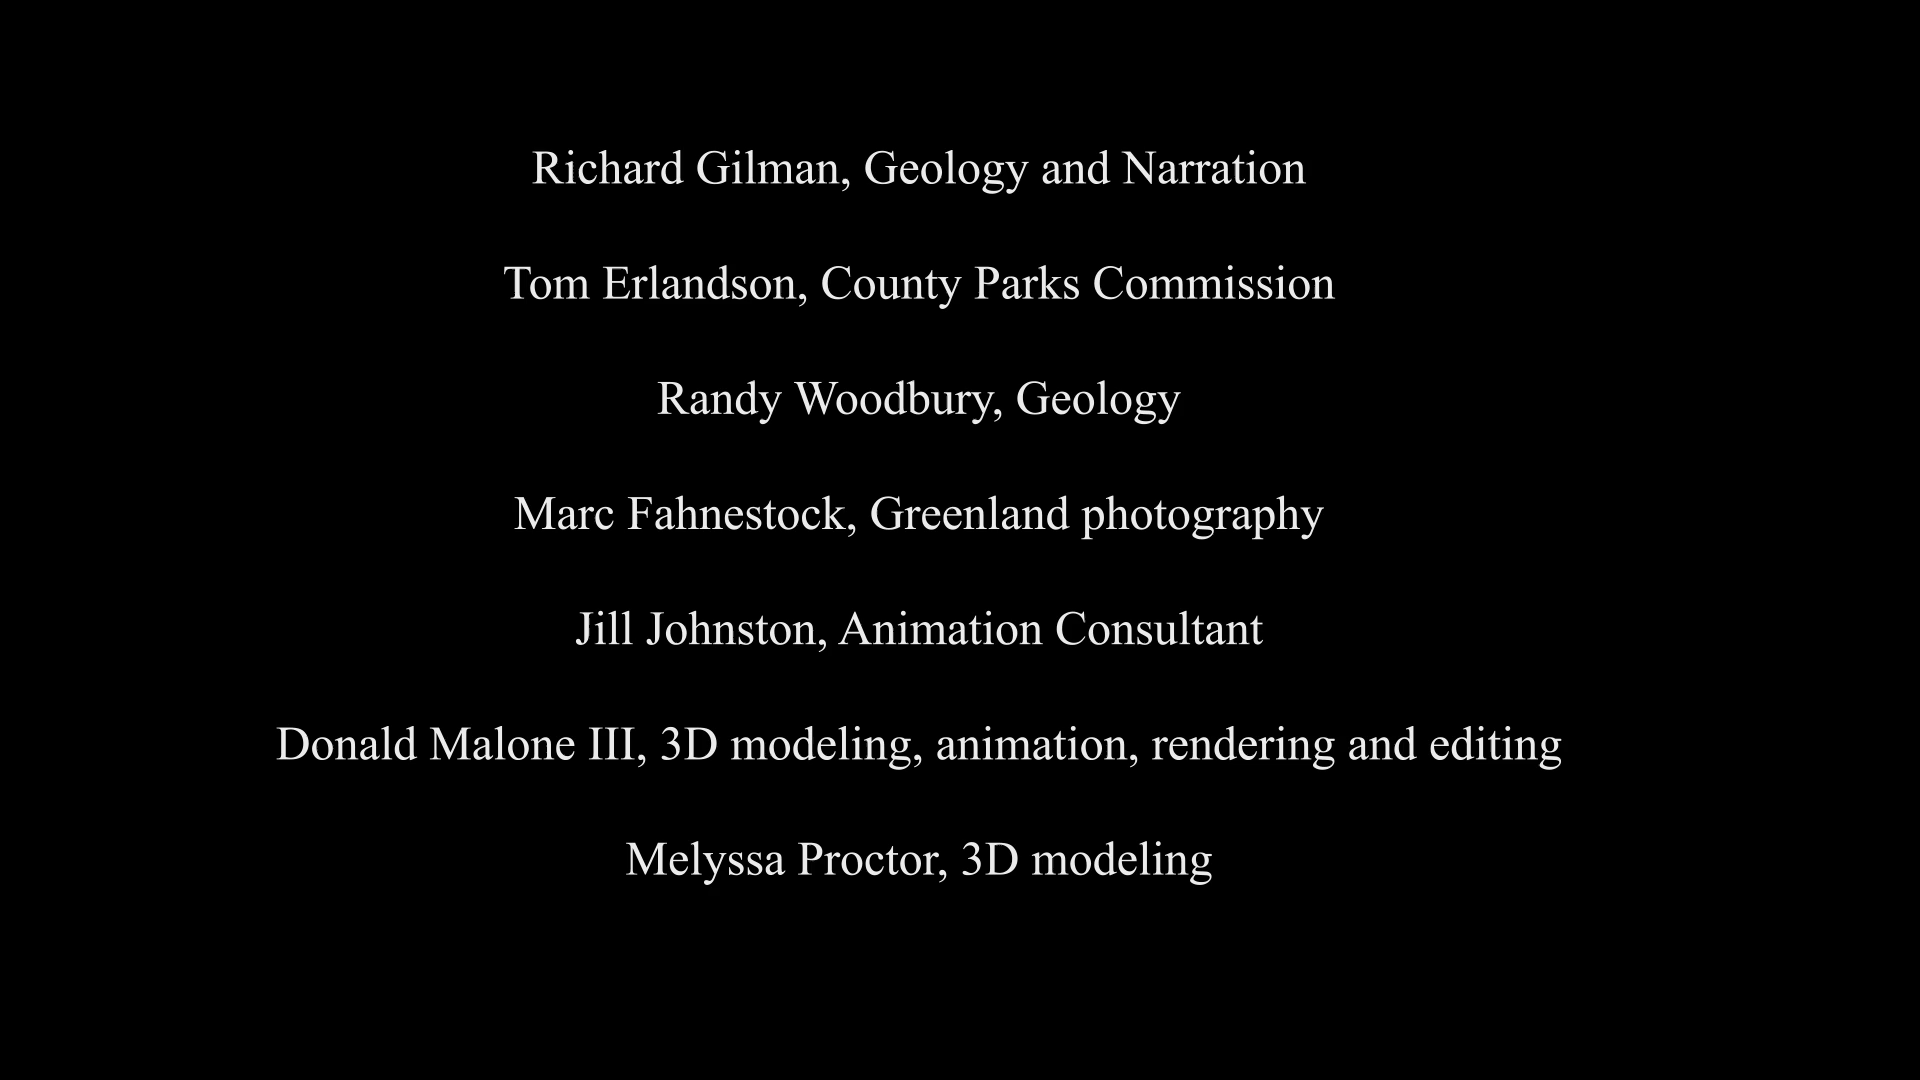 Richard Gilman, Geology and Narration
Tom Erlandson, County Parks Commission
Randy Woodbury, Geology
Marc Fahnestock, Greenland photography
Jill Johnston, Animation Consultant
Donald Malone III, 3D modeling, animation, rendering and editing
Melyssa Proctor, 3D modeling